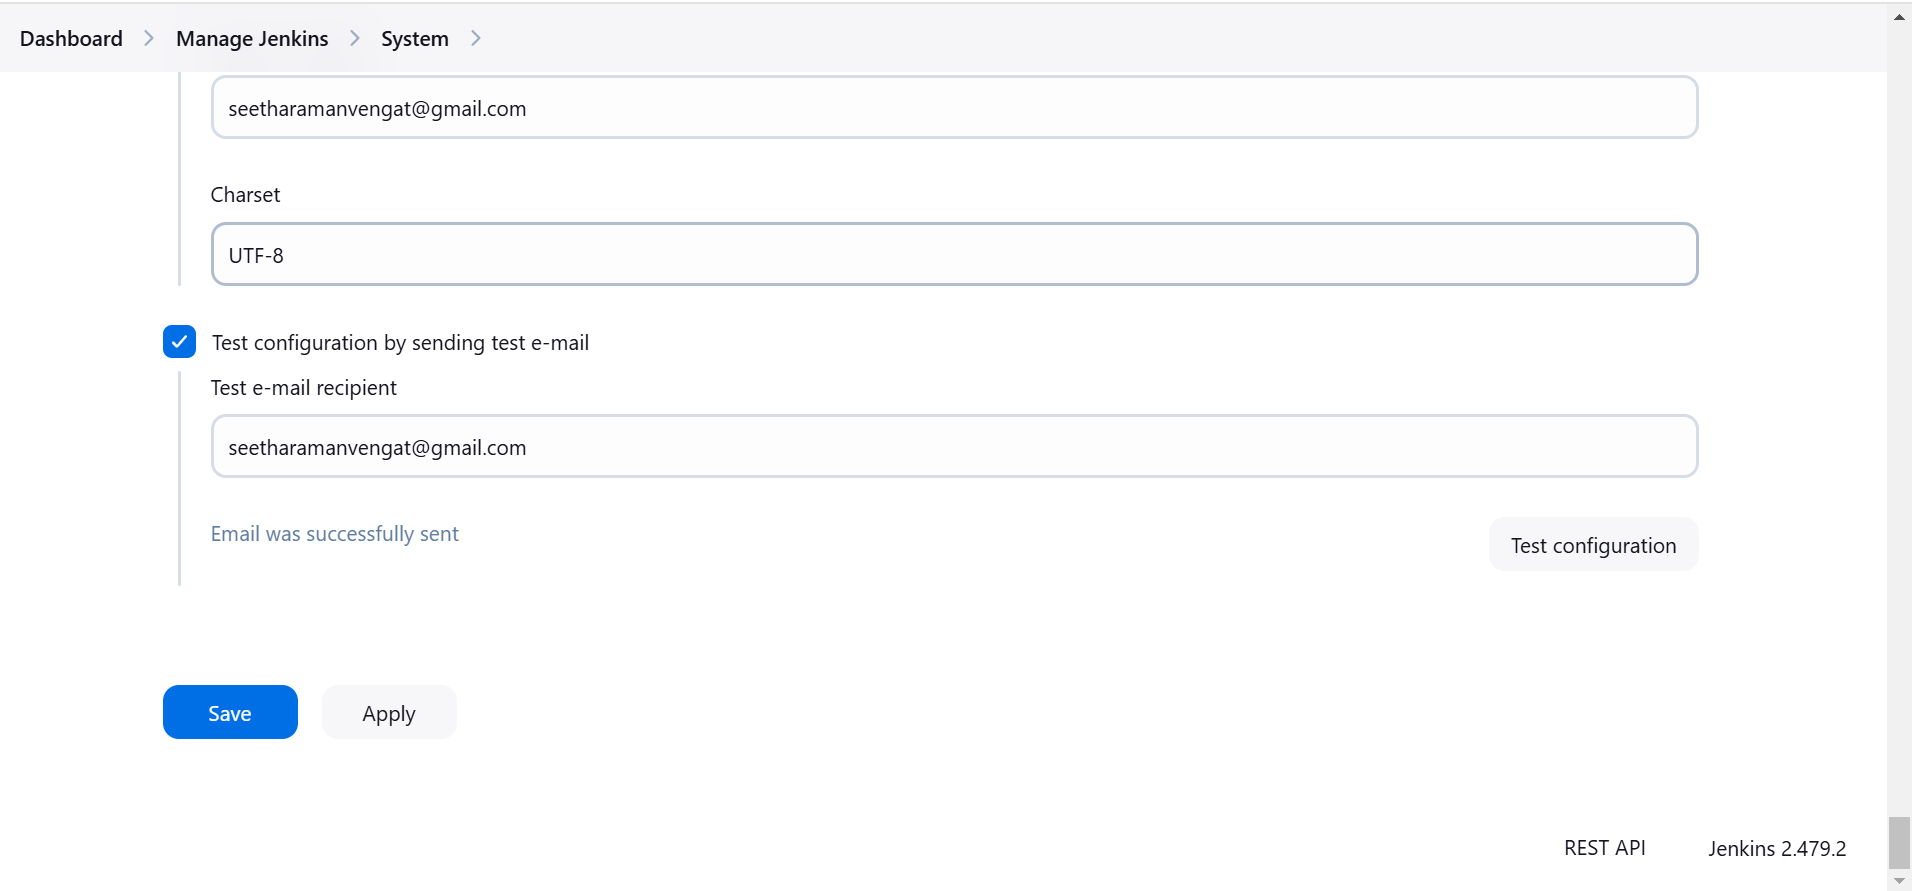 Dashboard > Manage Jenkins > System >
seetharamanvengat@gmail.com
Charset
UTF-8
Test configuration by sending test e-mail
Test e-mail recipient
seetharamanvengat@gmail.com
Email was successfully sent
Test configuration
Save
Apply
REST API
Jenkins 2.479.2